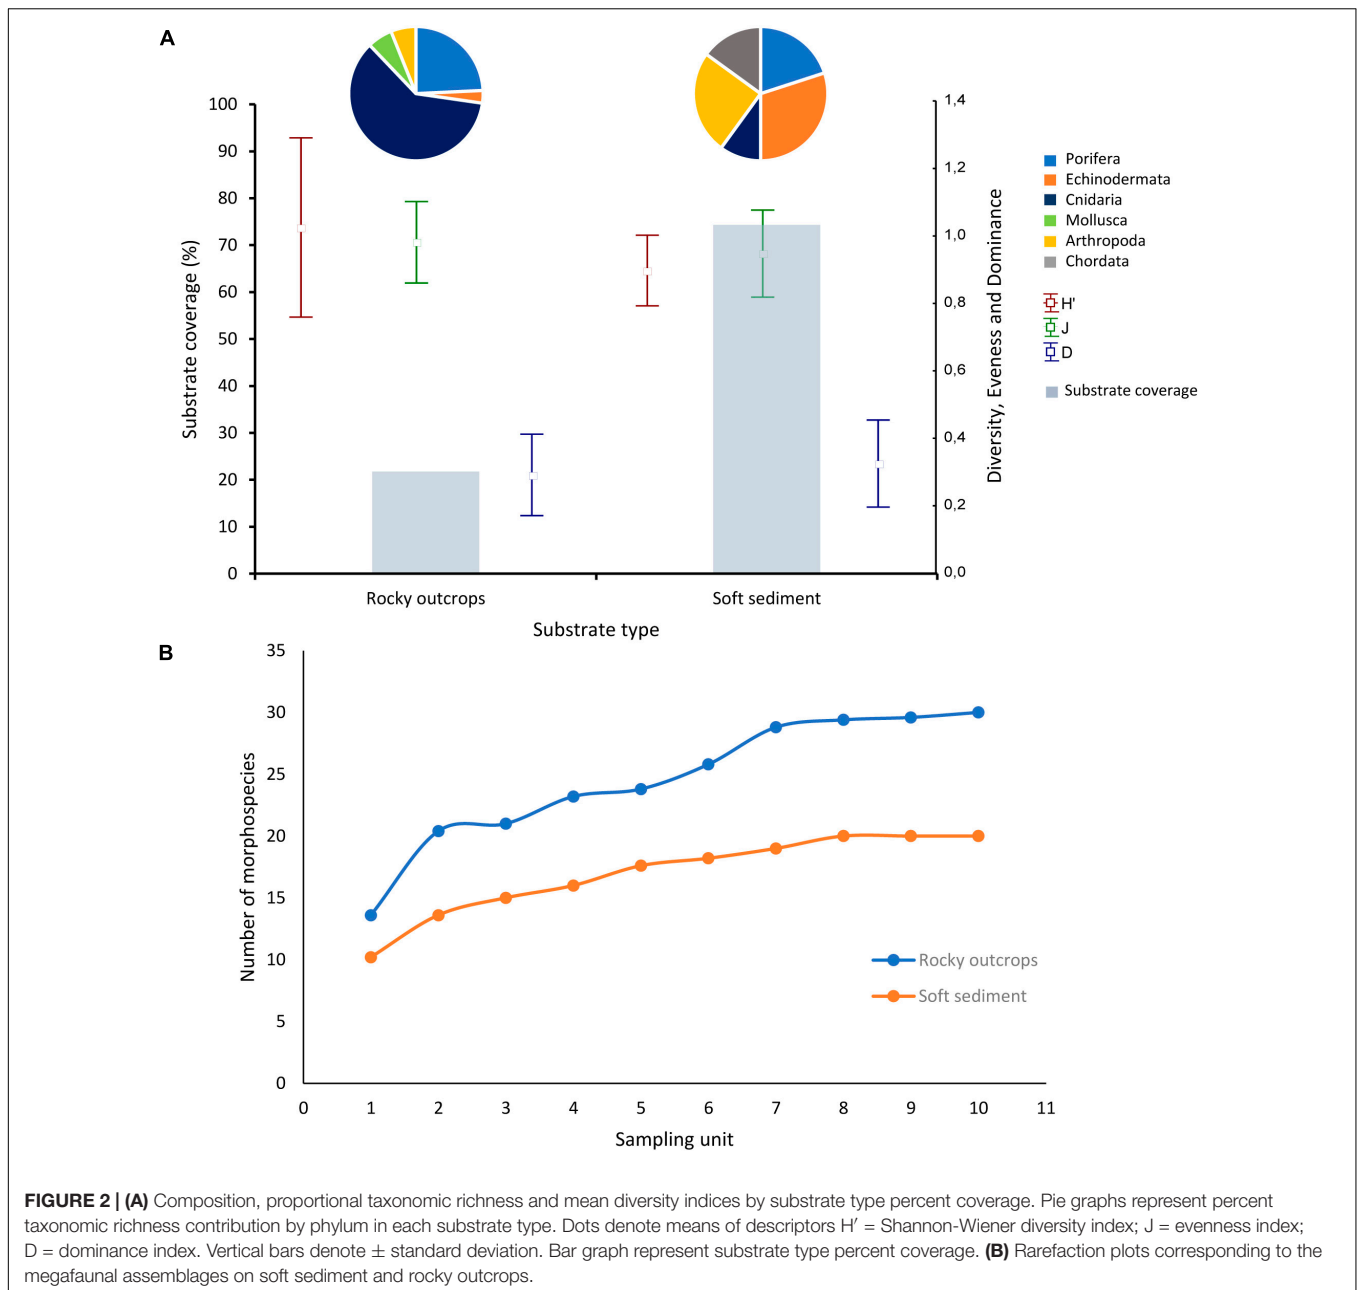 A
100
90
80
70
60
50
40
30
20
10
0
Substrate coverage (%)
1,4
1,2
1,0
0,8
0,6
0,4
0,2
0,0
Diversity, Eveness and Dominance
Porifera
Echinodermata
Cnidaria
Mollusca
Arthropoda
Chordata
H'
J
D
Substrate coverage
Rocky outcrops
Soft sediment
Substrate type
B
35
30
25
20
15
10
5
0
Number of morphospecies
Rocky outcrops
Soft sediment
0 1 2 3 4 5 6 7 8 9 10 11
Sampling unit
FIGURE 2 | (A) Composition, proportional taxonomic richness and mean diversity indices by substrate type percent coverage. Pie graphs represent percent
taxonomic richness contribution by phylum in each substrate type. Dots denote means of descriptors H′ = Shannon-Wiener diversity index; J = evenness index;
D = dominance index. Vertical bars denote ± standard deviation. Bar graph represent substrate type percent coverage. (B) Rarefaction plots corresponding to the
megafaunal assemblages on soft sediment and rocky outcrops.